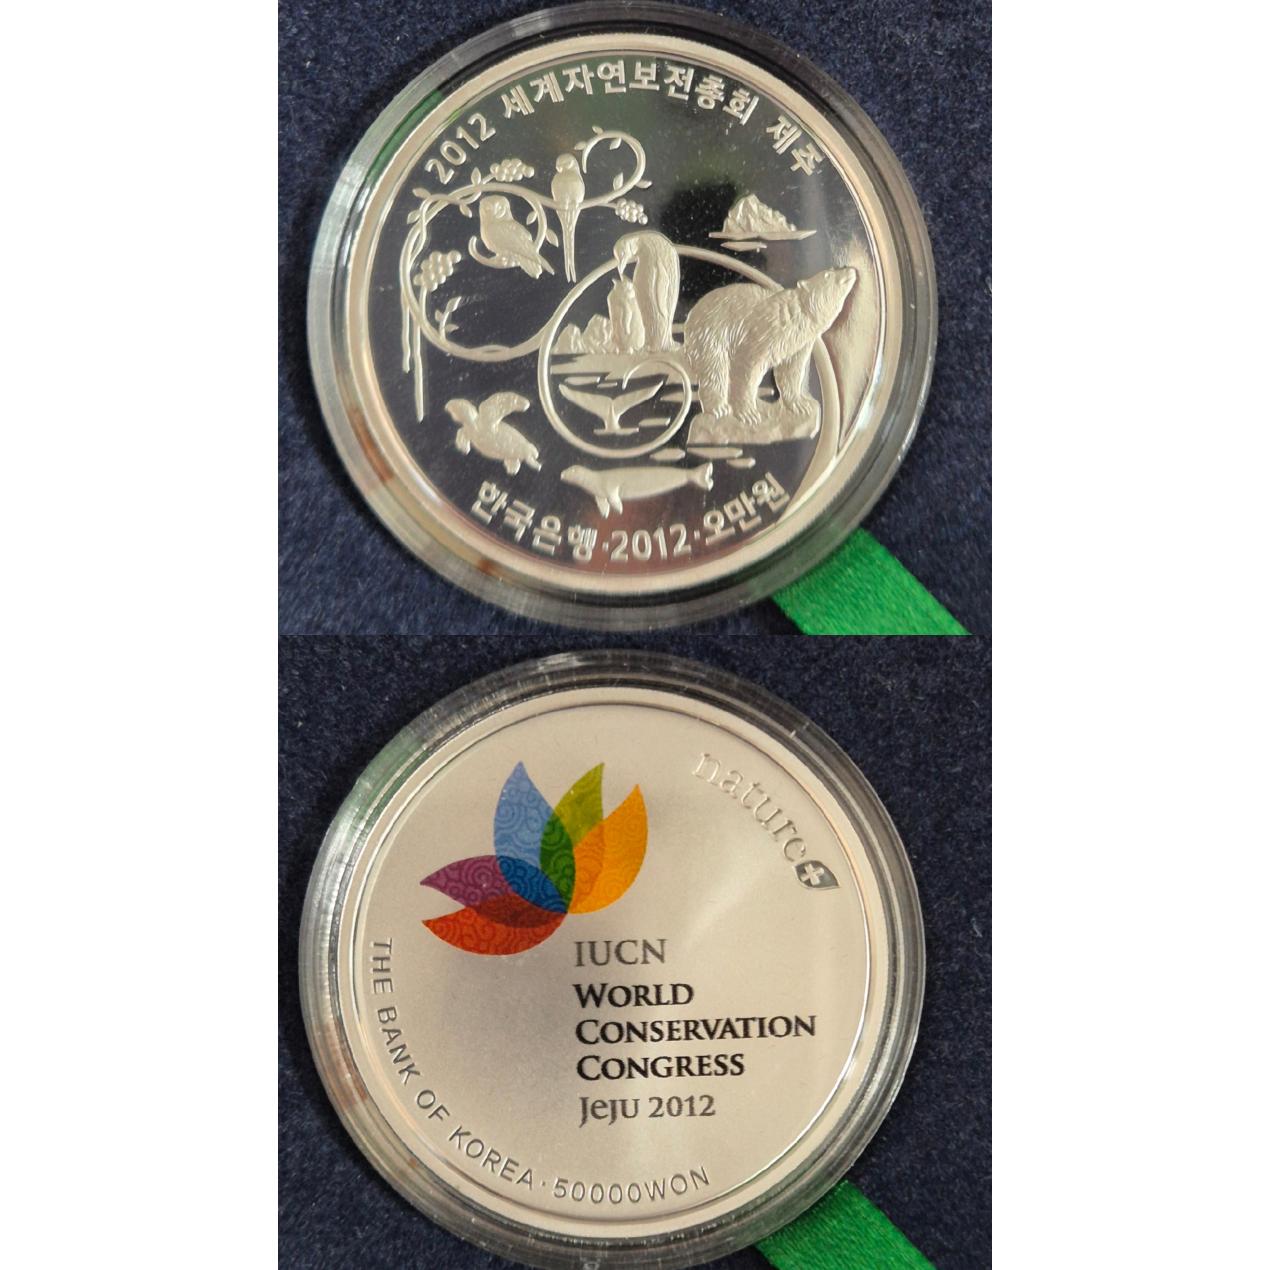 2012 세계자연보전총회 제주
한국은행·2012·오만원
nature+
IUCN
WORLD
CONSERVATION
CONGRESS
JeJU 2012
THE BANK OF KOREA·50000WON